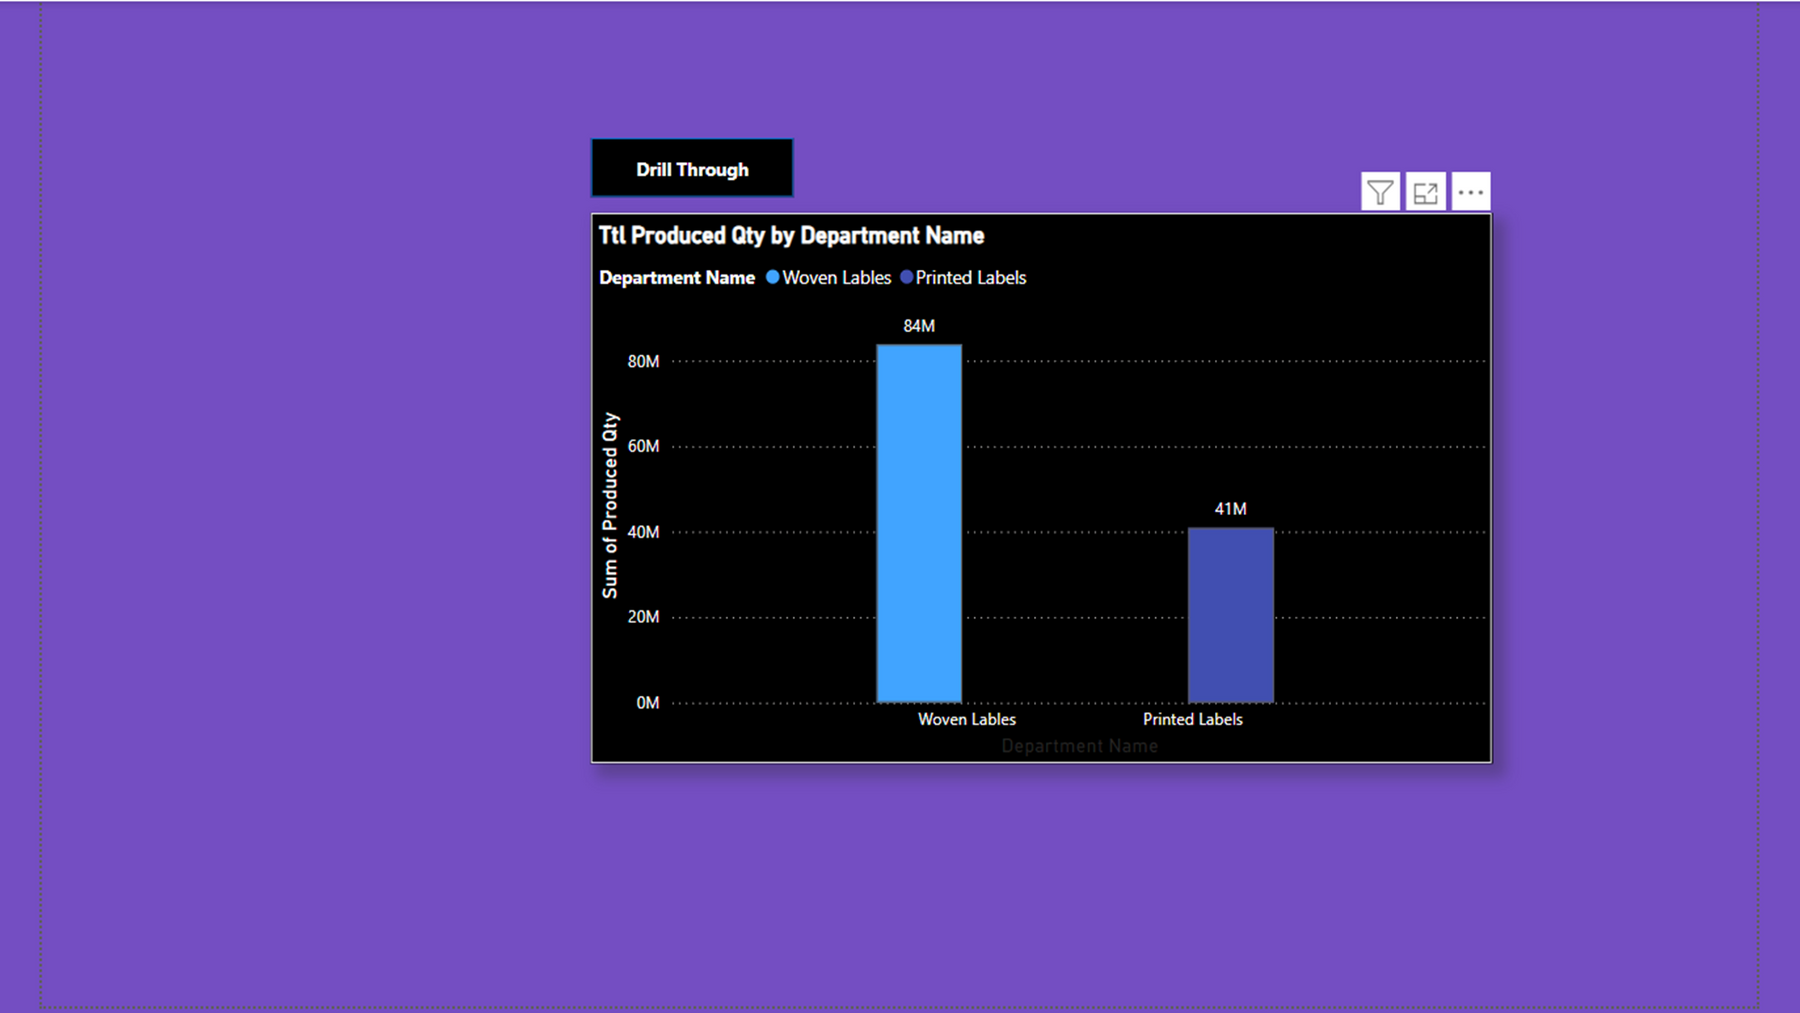 Drill Through
Ttl Produced Qty by Department Name
Department Name Woven Lables Printed Labels
84M
80M
Sum of Produced Qty
60M
41M
40M
20M
0M
Woven Lables Printed Labels
Department Name